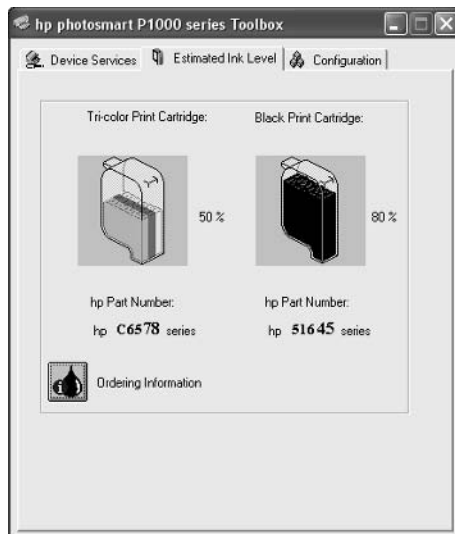 hp photosmart P1000 series Toolbox
Device Services Estimated Ink Level Configuration
Tri-color Print Cartridge: Black Print Cartridge:
50 % 80 %
hp Part Number: hp Part Number:
hp C6578 series hp 51645 series
Ordering Information